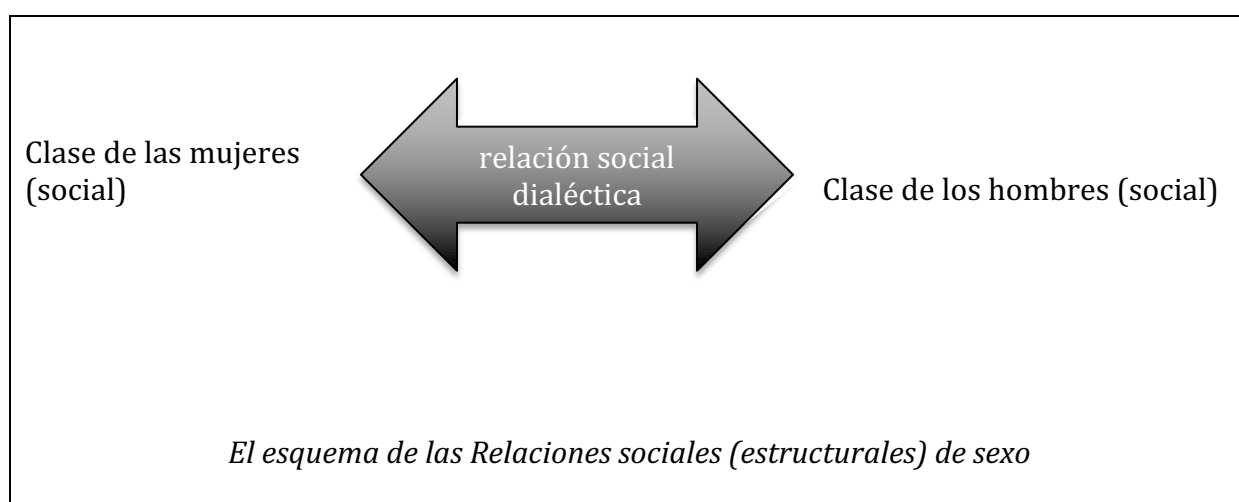 Clase de las mujeres
(social)
relación social
dialéctica
Clase de los hombres (social)
El esquema de las Relaciones sociales (estructurales) de sexo